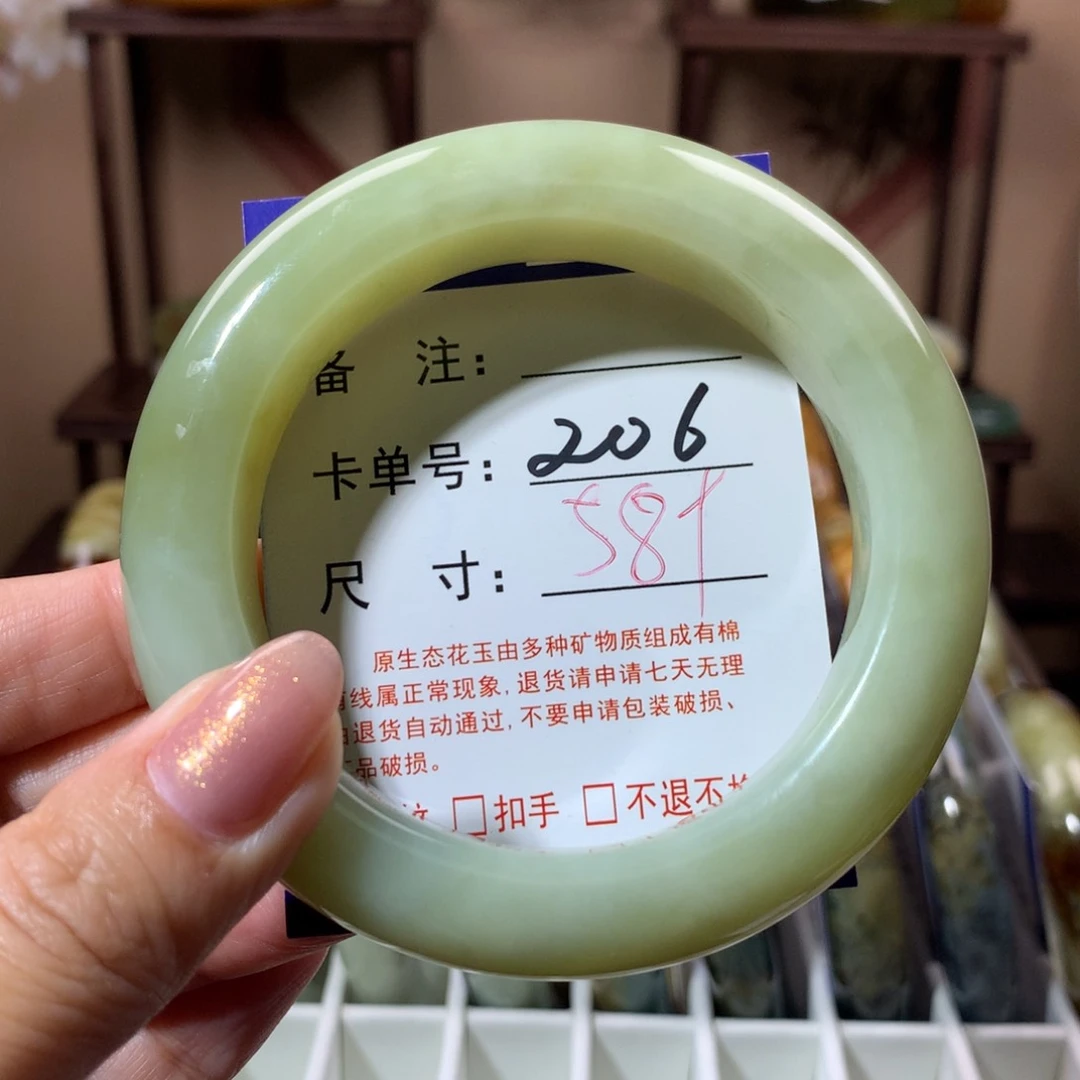 备 注：
卡单号：206
尺 寸：581
原生态花玉由多种矿物质组成有棉
线属正常现象，退货请申请七天无理
由退货自动通过，不要申请包装破损、
品破损。
纹 □扣手 □不退不